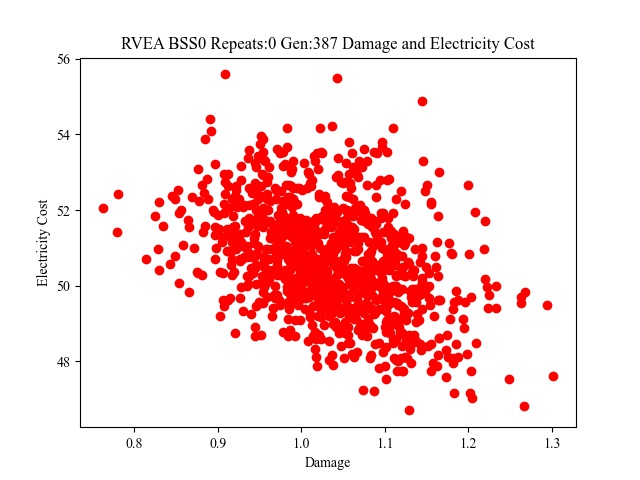 RVEA BSS0 Repeats:0 Gen:387 Damage and Electricity Cost
56
54
52
50
48
Electricity Cost
0.8 0.9 1.0 1.1 1.2 1.3
Damage